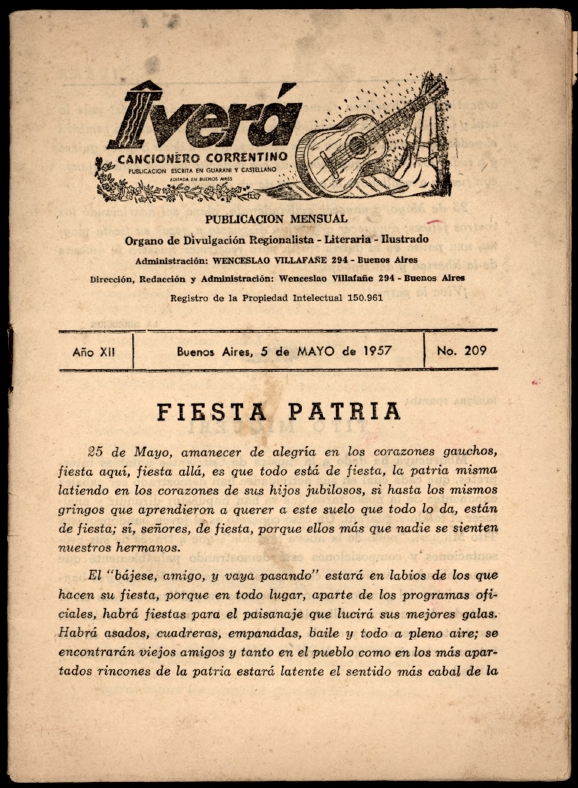 Îverá
CANCIONERO CORRENTINO
PUBLICACION ESCRITA EN GUARANI Y CASTELLANO
EDITADA EN BUENOS AIRES
PUBLICACION MENSUAL
Organo de Divulgación Regionalista - Literaria - Ilustrado
Administración: WENCESLAO VILLAFAÑE 294 - Buenos Aires
Dirección, Redacción y Administración: Wenceslao Villafañe 294 - Buenos Aires
Registro de la Propiedad Intelectual 150.961
Año XII
Buenos Aires, 5 de MAYO de 1957
No. 209
FIESTA PATRIA
25 de Mayo, amanecer de alegría en los corazones gauchos,
fiesta aquí, fiesta allá, es que todo está de fiesta, la patria misma
latiendo en los corazones de sus hijos jubilosos, si hasta los mismos
gringos que aprendieron a querer a este suelo que todo lo da, están
de fiesta; sí, señores, de fiesta, porque ellos más que nadie se sienten
nuestros hermanos.
El "bájese, amigo, y vaya pasando" estará en labios de los que
hacen su fiesta, porque en todo lugar, aparte de los programas ofi-
ciales, habrá fiestas para el paisanaje que lucirá sus mejores galas.
Habrá asados, cuadreras, empanadas, baile y todo a pleno aire; se
encontrarán viejos amigos y tanto en el pueblo como en los más apar-
tados rincones de la patria estará latente el sentido más cabal de la